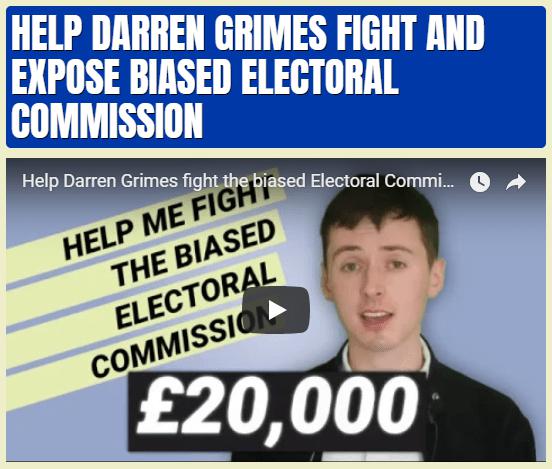 HELP DARREN GRIMES FIGHT AND
EXPOSE BIASED ELECTORAL
COMMISSION
Help Darren Grimes fight the biased Electoral Commi...
HELP ME FIGHT
THE BIASED
ELECTORAL
COMMISSION
£20,000